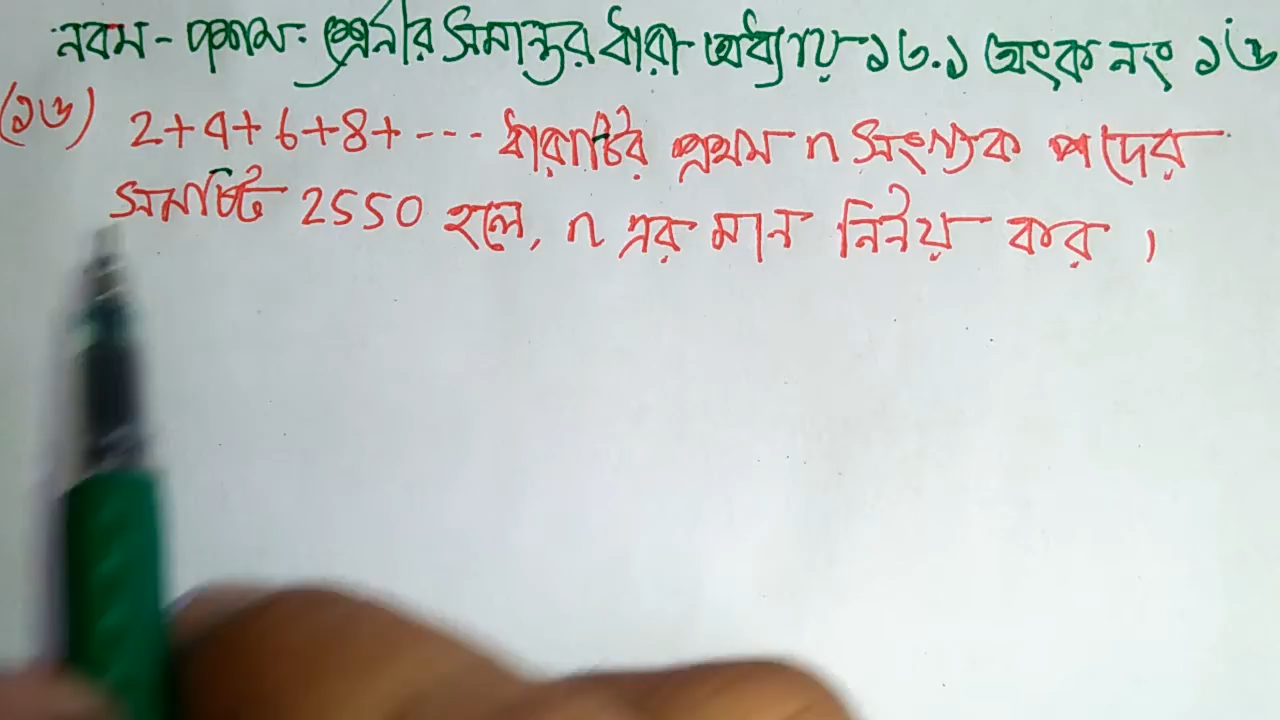 নবম - দশম শ্রেনীর সমান্তর ধারা অধ্যায় ১৩.১ অংক নং ১৬
(১৬) 2+4+6+8+ --- ধারাটির প্রথম n সংখ্যক পদের
সমষ্টি 2550 হলে, n এর মান নির্নয় কর ।